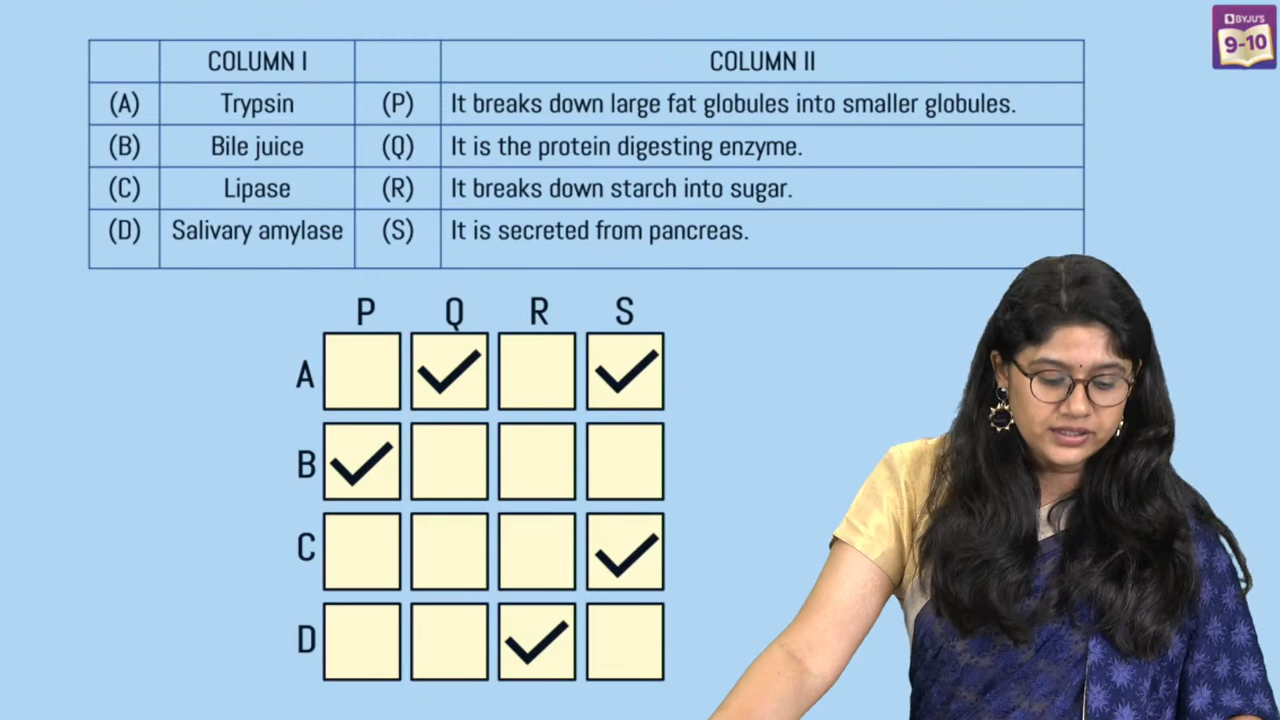 BYJU'S
9-10
COLUMN I COLUMN II
(A) Trypsin (P) It breaks down large fat globules into smaller globules.
(B) Bile juice (Q) It is the protein digesting enzyme.
(C) Lipase (R) It breaks down starch into sugar.
(D) Salivary amylase (S) It is secreted from pancreas.
P Q R S
A
B
C
D